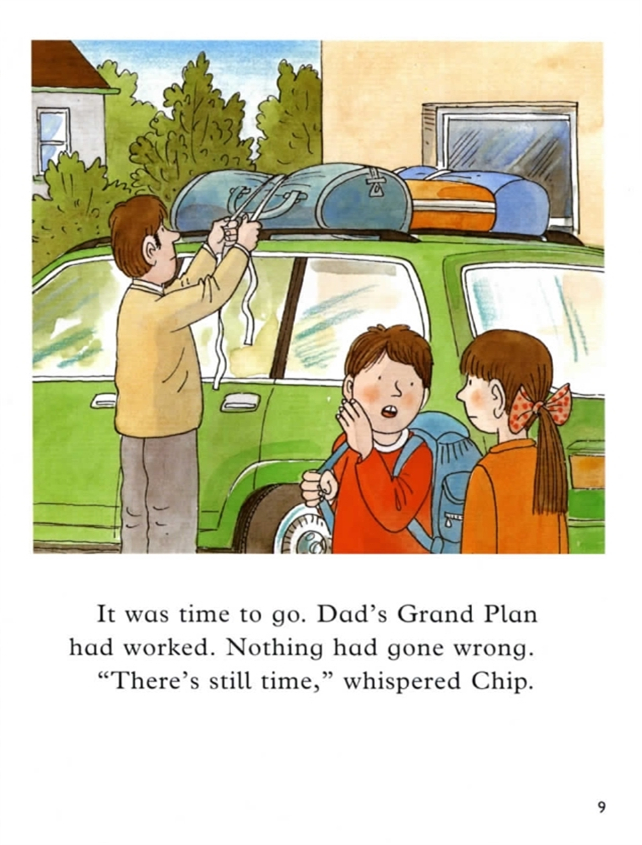 It was time to go. Dad’s Grand Plan
had worked. Nothing had gone wrong.
“There’s still time,” whispered Chip.
9